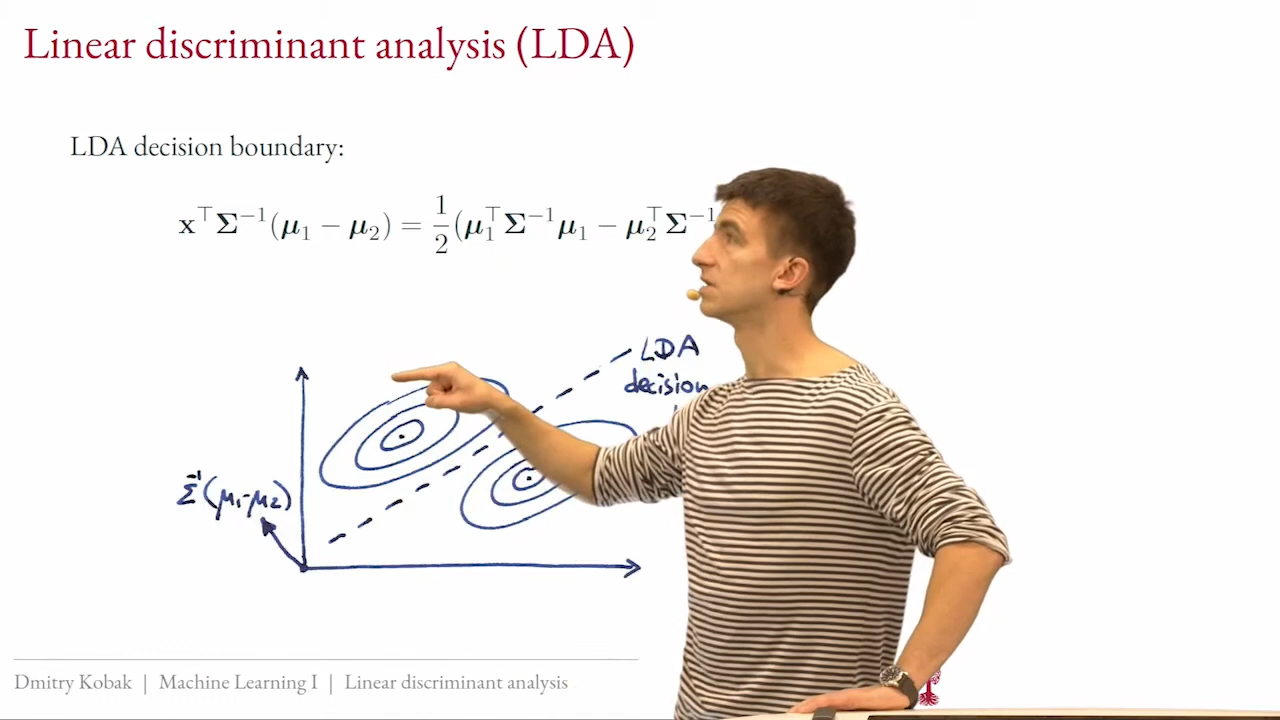 Linear discriminant analysis (LDA)
LDA decision boundary:
x⊤Σ−1(μ1 − μ2) = 1/2(μ1⊤Σ−1μ1 − μ2⊤Σ−1
LDA
decision
Σ-1(μ1-μ2)
Dmitry Kobak | Machine Learning I | Linear discriminant analysis